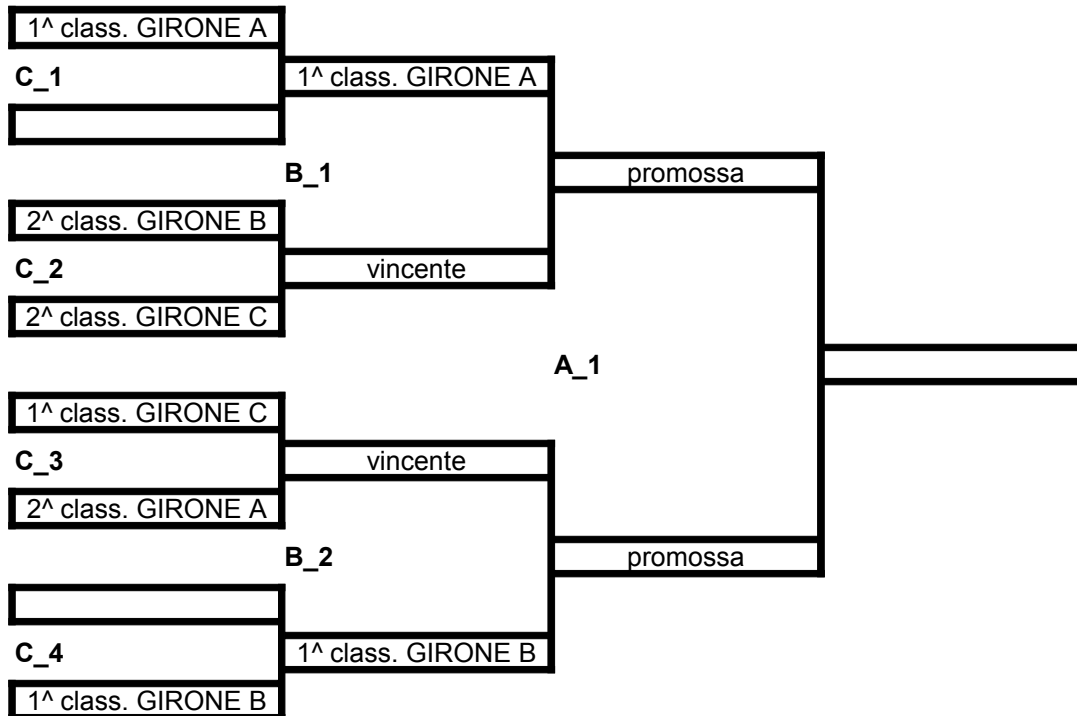 1^ class. GIRONE A
C_1
1^ class. GIRONE A
B_1
promossa
2^ class. GIRONE B
C_2
vincente
2^ class. GIRONE C
A_1
1^ class. GIRONE C
C_3
vincente
2^ class. GIRONE A
B_2
promossa
C_4
1^ class. GIRONE B
1^ class. GIRONE B